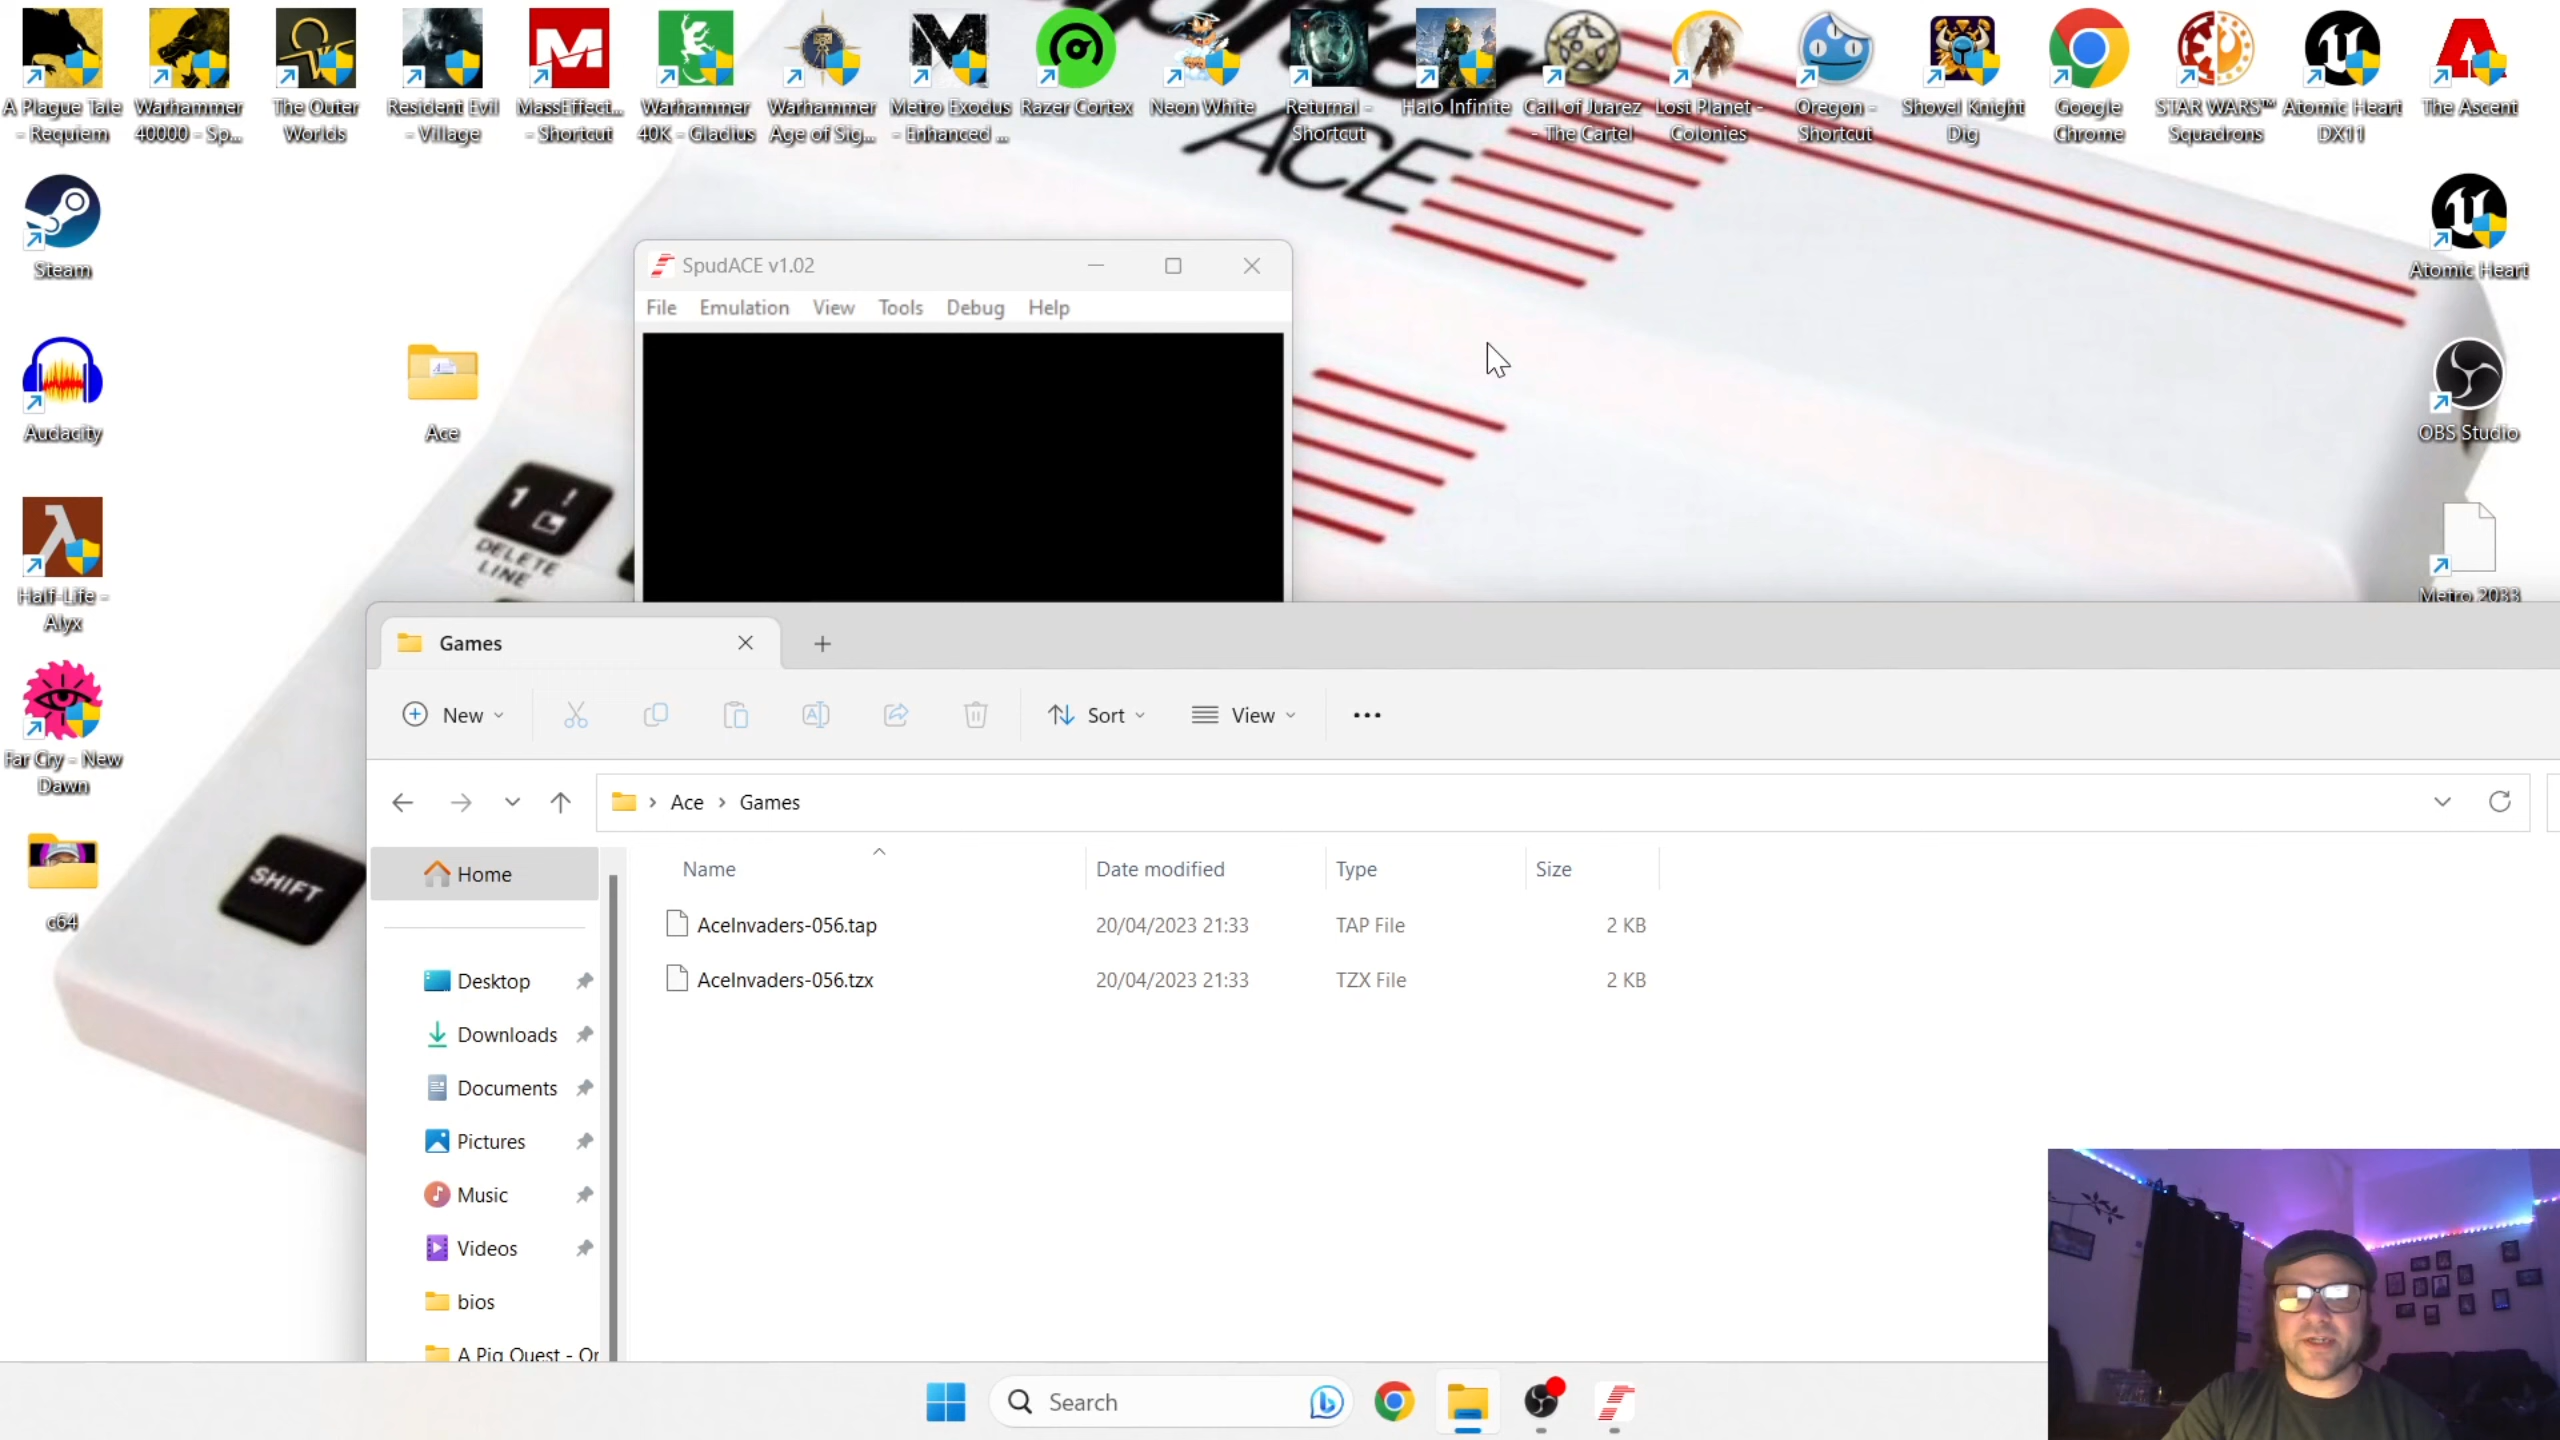 A Plague Tale
- Requiem
Warhammer
40000 - Sp...
The Outer
Worlds
Resident Evil
- Village
MassEffect...
- Shortcut
Warhammer
40K - Gladius
Warhammer
Age of Sig...
Metro Exodus
- Enhanced ...
Razer Cortex
Neon White
Returnal -
Shortcut
Halo Infinite
Call of Juarez
- The Cartel
Lost Planet -
Colonies
Oregon -
Shortcut
Shovel Knight
Dig
Google
Chrome
STAR WARS™
Squadrons
Atomic Heart
DX11
The Ascent
ACE
Steam
Audacity
Half-Life -
Alyx
Far Cry - New
Dawn
c64
Ace
Atomic Heart
OBS Studio
Metro 2033
1 !
DELETE
LINE
SHIFT
SpudACE v1.02
File Emulation View Tools Debug Help
Games
New Sort View
Ace Games
Name Date modified Type Size
AceInvaders-056.tap 20/04/2023 21:33 TAP File 2 KB
AceInvaders-056.tzx 20/04/2023 21:33 TZX File 2 KB
Home
Desktop
Downloads
Documents
Pictures
Music
Videos
bios
A Pig Quest - Or
Search